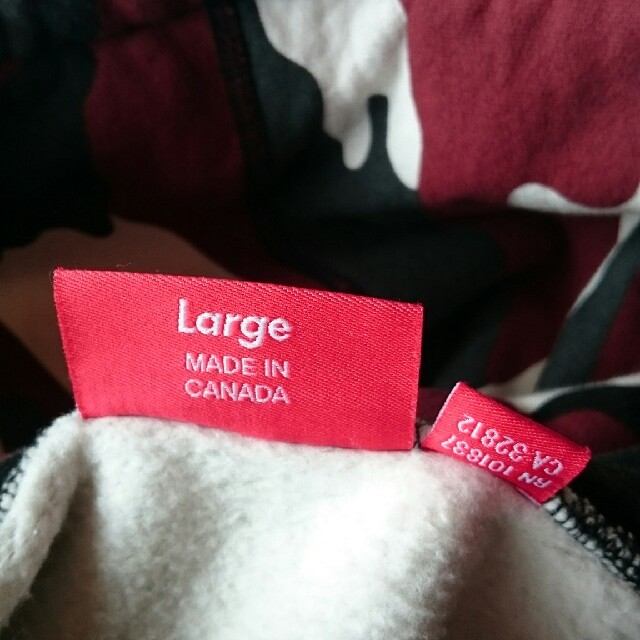 Large
MADE IN
CANADA
RN 101837
CA 32812